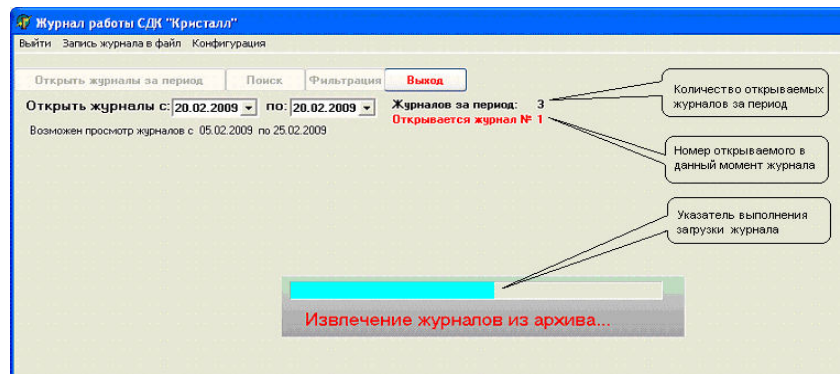 Журнал работы СДК "Кристалл"
Выйти Запись журнала в файл Конфигурация
Открыть журналы за период Поиск Фильтрация Выход
Открыть журналы с: 20.02.2009 по: 20.02.2009 Журналов за период: 3
Открывается журнал № 1
Возможен просмотр журналов с 05.02.2009 по 25.02.2009
Количество открываемых
журналов за период
Номер открываемого в
данный момент журнала
Указатель выполнения
загрузки журнала
Извлечение журналов из архива...